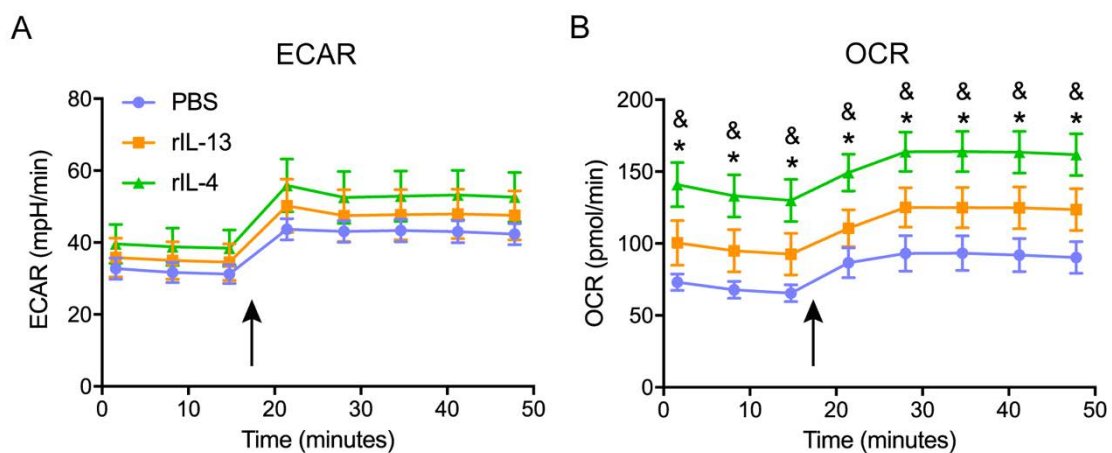 A
ECAR
ECAR (mpH/min)
80
60
40
20
0
PBS
rIL-13
rIL-4
0 10 20 30 40 50
Time (minutes)
B
OCR
OCR (pmol/min)
200
150
100
50
0
& & & & & & & &
* * * * * * * *
0 10 20 30 40 50
Time (minutes)